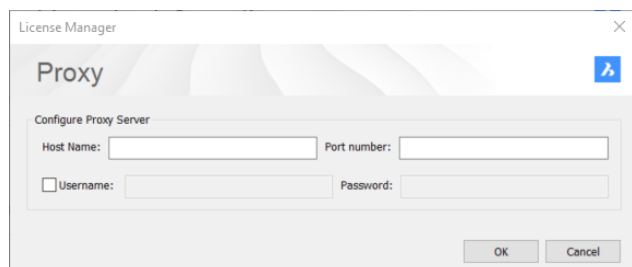 License Manager
Proxy
Configure Proxy Server
Host Name: Port number:
Username: Password:
OK Cancel